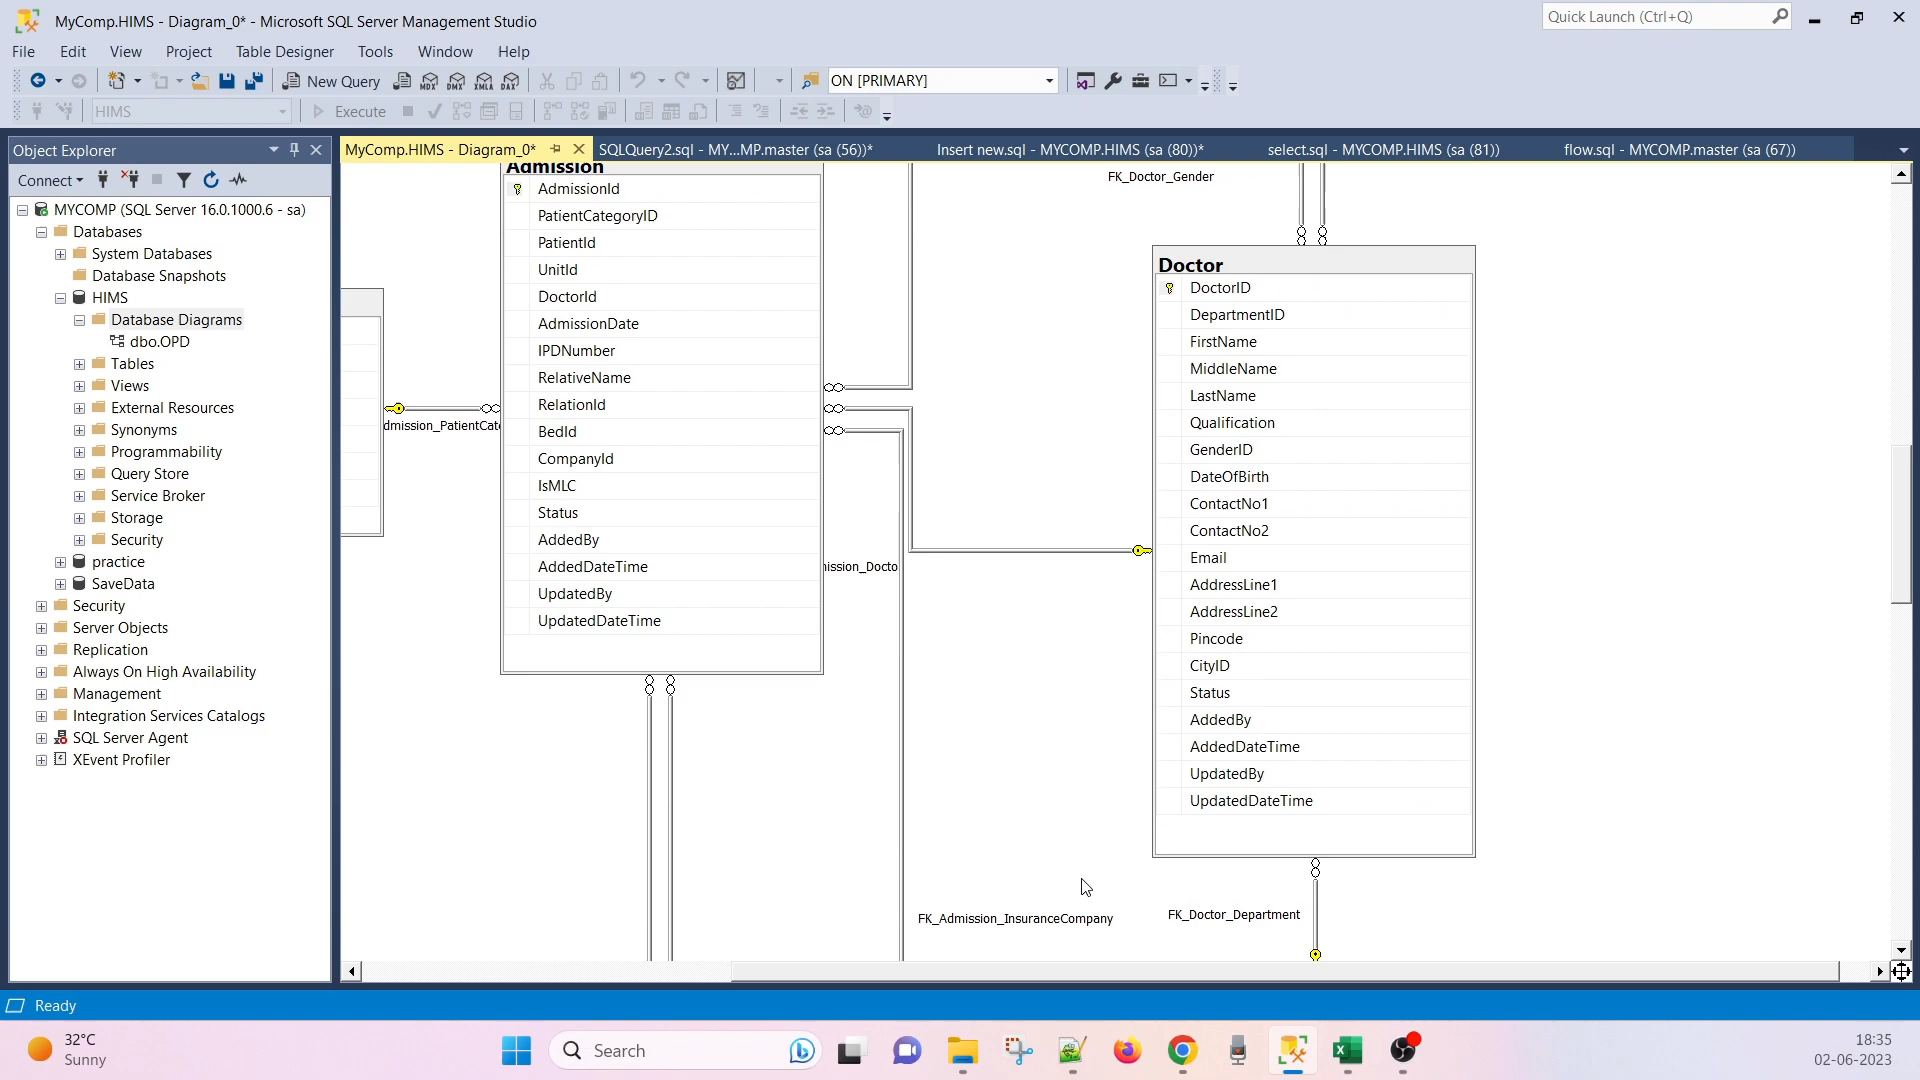 MyComp.HIMS - Diagram_0* - Microsoft SQL Server Management Studio
Quick Launch (Ctrl+Q)
File Edit View Project Table Designer Tools Window Help
New Query MDX DMX XMLA DAX ON [PRIMARY]
HIMS Execute
Object Explorer
MyComp.HIMS - Diagram_0* SQLQuery2.sql - MY...MP.master (sa (56))* Insert new.sql - MYCOMP.HIMS (sa (80))* select.sql - MYCOMP.HIMS (sa (81)) flow.sql - MYCOMP.master (sa (67))
Connect
MYCOMP (SQL Server 16.0.1000.6 - sa)
Databases
System Databases
Database Snapshots
HIMS
Database Diagrams
dbo.OPD
Tables
Views
External Resources
Synonyms
Programmability
Query Store
Service Broker
Storage
Security
practice
SaveData
Security
Server Objects
Replication
Always On High Availability
Management
Integration Services Catalogs
SQL Server Agent
XEvent Profiler
dmission_PatientCate
Admission
AdmissionId
PatientCategoryID
PatientId
UnitId
DoctorId
AdmissionDate
IPDNumber
RelativeName
RelationId
BedId
CompanyId
IsMLC
Status
AddedBy
AddedDateTime
UpdatedBy
UpdatedDateTime
nission_Docto
FK_Admission_InsuranceCompany
FK_Doctor_Gender
Doctor
DoctorID
DepartmentID
FirstName
MiddleName
LastName
Qualification
GenderID
DateOfBirth
ContactNo1
ContactNo2
Email
AddressLine1
AddressLine2
Pincode
CityID
Status
AddedBy
AddedDateTime
UpdatedBy
UpdatedDateTime
FK_Doctor_Department
Ready
32°C
Sunny
Search
18:35
02-06-2023